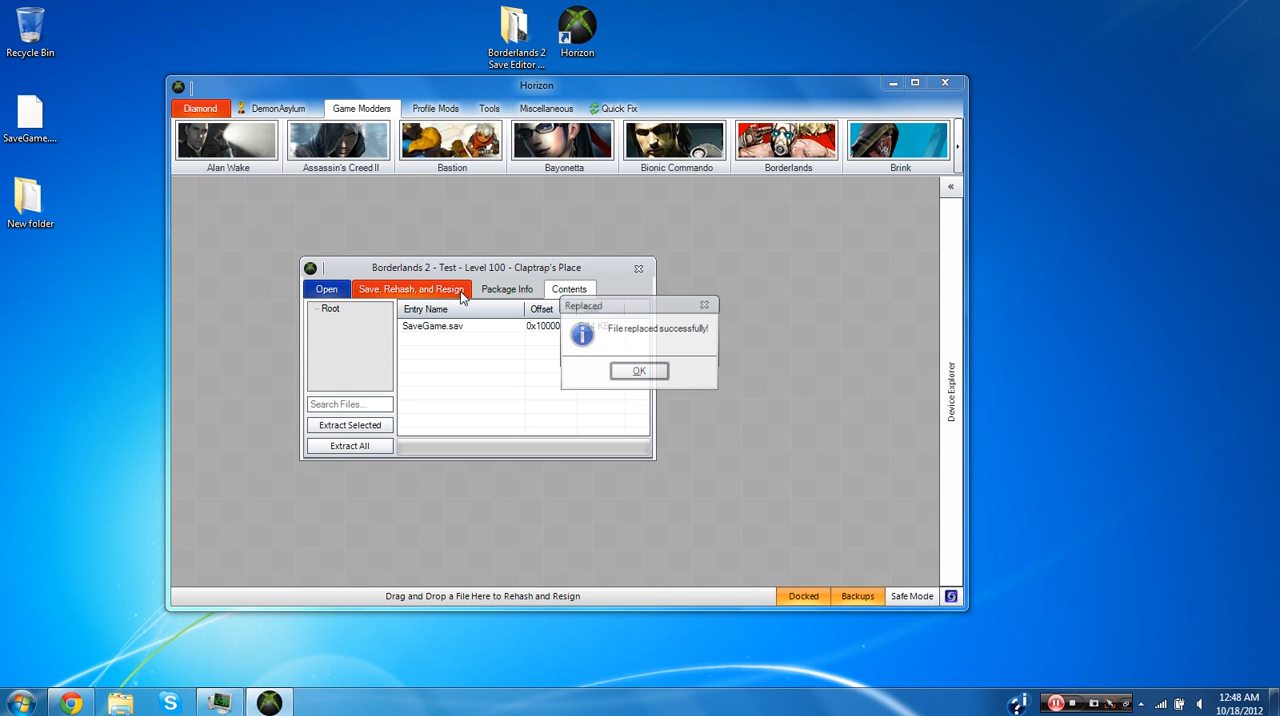 Recycle Bin
SaveGame....
New folder
Borderlands 2
Save Editor ...
Horizon
Horizon
Diamond
DemonAsylum
Game Modders
Profile Mods
Tools
Miscellaneous
Quick Fix
Alan Wake
Assassin's Creed II
Bastion
Bayonetta
Bionic Commando
Borderlands
Brink
«
Borderlands 2 - Test - Level 100 - Claptrap's Place
Open
Save, Rehash, and Resign
Package Info
Contents
Root
Entry Name
Offset
SaveGame.sav
0x10000
Replaced
File replaced successfully!
OK
Search Files...
Extract Selected
Extract All
Device Explorer
Drag and Drop a File Here to Rehash and Resign
Docked
Backups
Safe Mode
12:48 AM
10/18/2012